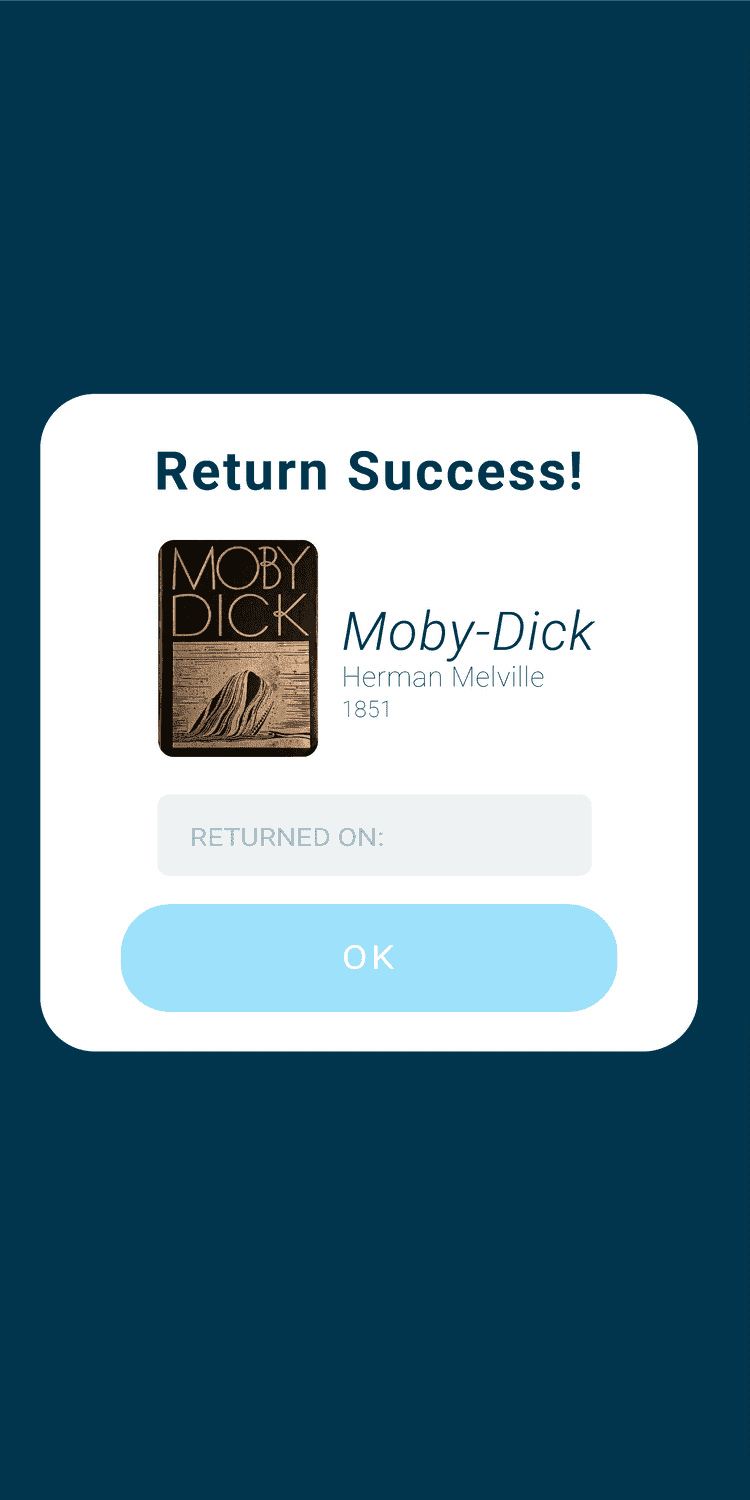 Return Success!
MOBY
DICK
Moby-Dick
Herman Melville
1851
RETURNED ON:
OK